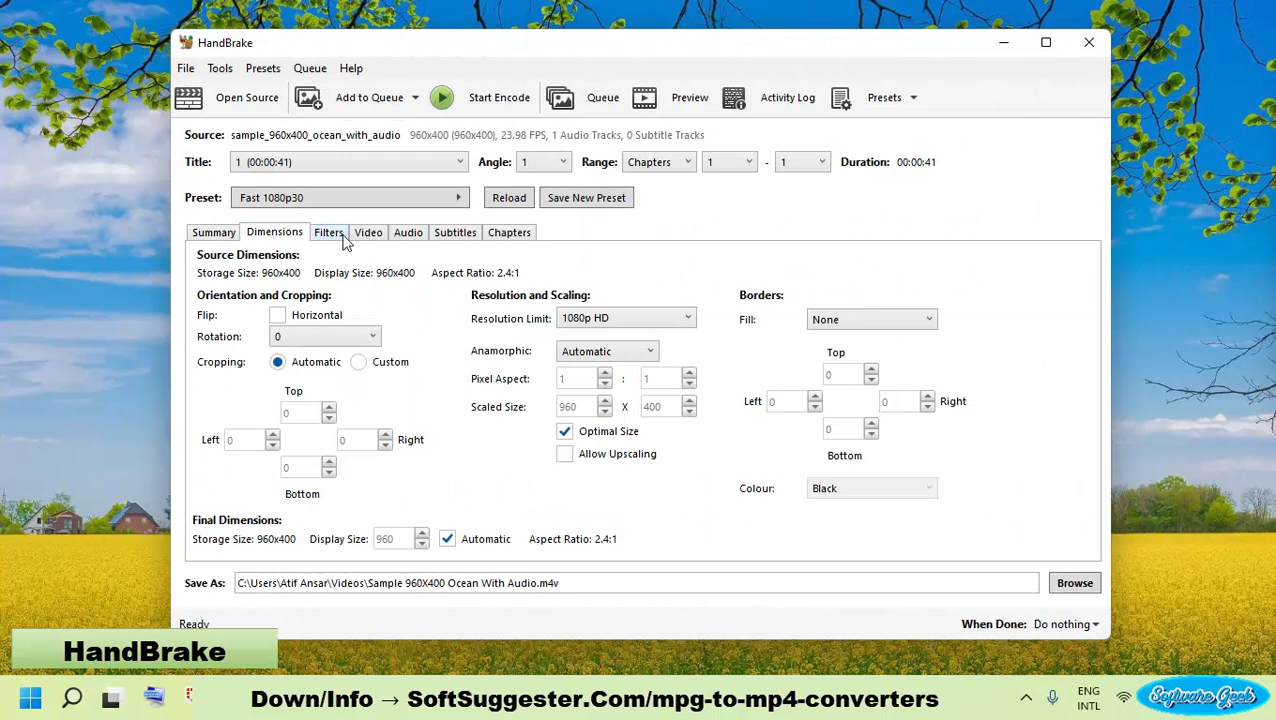 HandBrake
File Tools Presets Queue Help
Open Source Add to Queue Start Encode Queue Preview Activity Log Presets
Source: sample_960x400_ocean_with_audio 960x400 (960x400), 23.98 FPS, 1 Audio Tracks, 0 Subtitle Tracks
Title: 1 (00:00:41) Angle: 1 Range: Chapters 1 - 1 Duration: 00:00:41
Preset: Fast 1080p30 Reload Save New Preset
Summary Dimensions Filters Video Audio Subtitles Chapters
Source Dimensions:
Storage Size: 960x400 Display Size: 960x400 Aspect Ratio: 2.4:1
Orientation and Cropping: Resolution and Scaling: Borders:
Flip: Horizontal Resolution Limit: 1080p HD Fill: None
Rotation: 0 Anamorphic: Automatic
Cropping: Automatic Custom Pixel Aspect: 1 : 1 Top 0
Top 0 Scaled Size: 960 X 400 Left 0 0 Right
Left 0 0 Right Optimal Size 0
0 Allow Upscaling Bottom
Bottom Colour: Black
Final Dimensions:
Storage Size: 960x400 Display Size: 960 Automatic Aspect Ratio: 2.4:1
Save As: C:\Users\Atif Ansar\Videos\Sample 960X400 Ocean With Audio.m4v Browse
Ready When Done: Do nothing
HandBrake
Down/Info → SoftSuggester.Com/mpg-to-mp4-converters
ENG
INTL
Software Geek